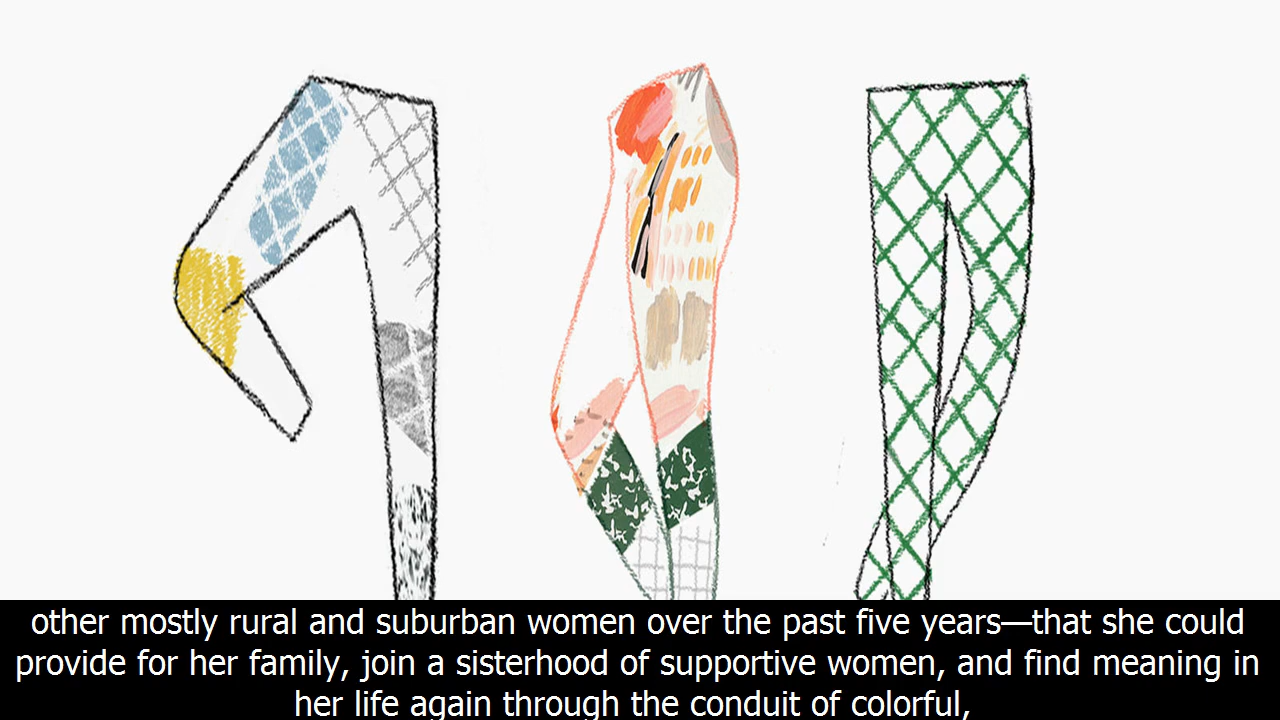 other mostly rural and suburban women over the past five years—that she could
provide for her family, join a sisterhood of supportive women, and find meaning in
her life again through the conduit of colorful,